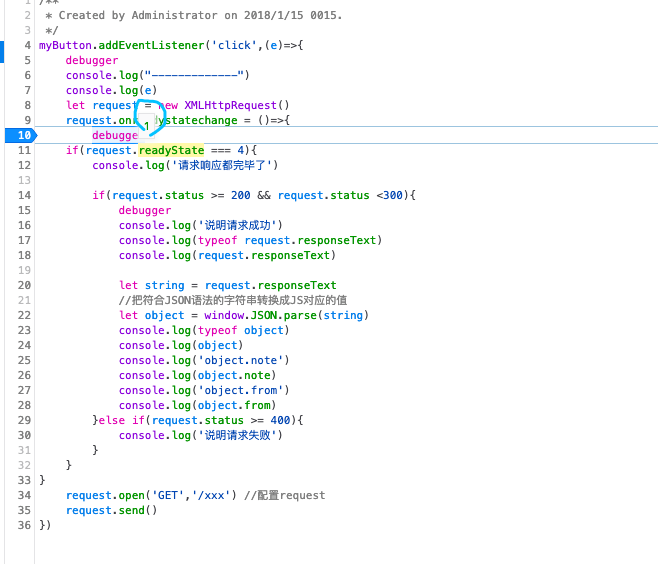 1 /**
2 * Created by Administrator on 2018/1/15 0015.
3 */
4 myButton.addEventListener('click',(e)=>{
5 debugger
6 console.log("-------------")
7 console.log(e)
8 let request = new XMLHttpRequest()
9 request.on ystatechange = ()=>{
1
10 debugge
11 if(request.readyState === 4){
12 console.log('请求响应都完毕了')
13
14 if(request.status >= 200 && request.status <300){
15 debugger
16 console.log('说明请求成功')
17 console.log(typeof request.responseText)
18 console.log(request.responseText)
19
20 let string = request.responseText
21 //把符合JSON语法的字符串转换成JS对应的值
22 let object = window.JSON.parse(string)
23 console.log(typeof object)
24 console.log(object)
25 console.log('object.note')
26 console.log(object.note)
27 console.log('object.from')
28 console.log(object.from)
29 }else if(request.status >= 400){
30 console.log('说明请求失败')
31 }
32 }
33 }
34 request.open('GET','/xxx') //配置request
35 request.send()
36 })